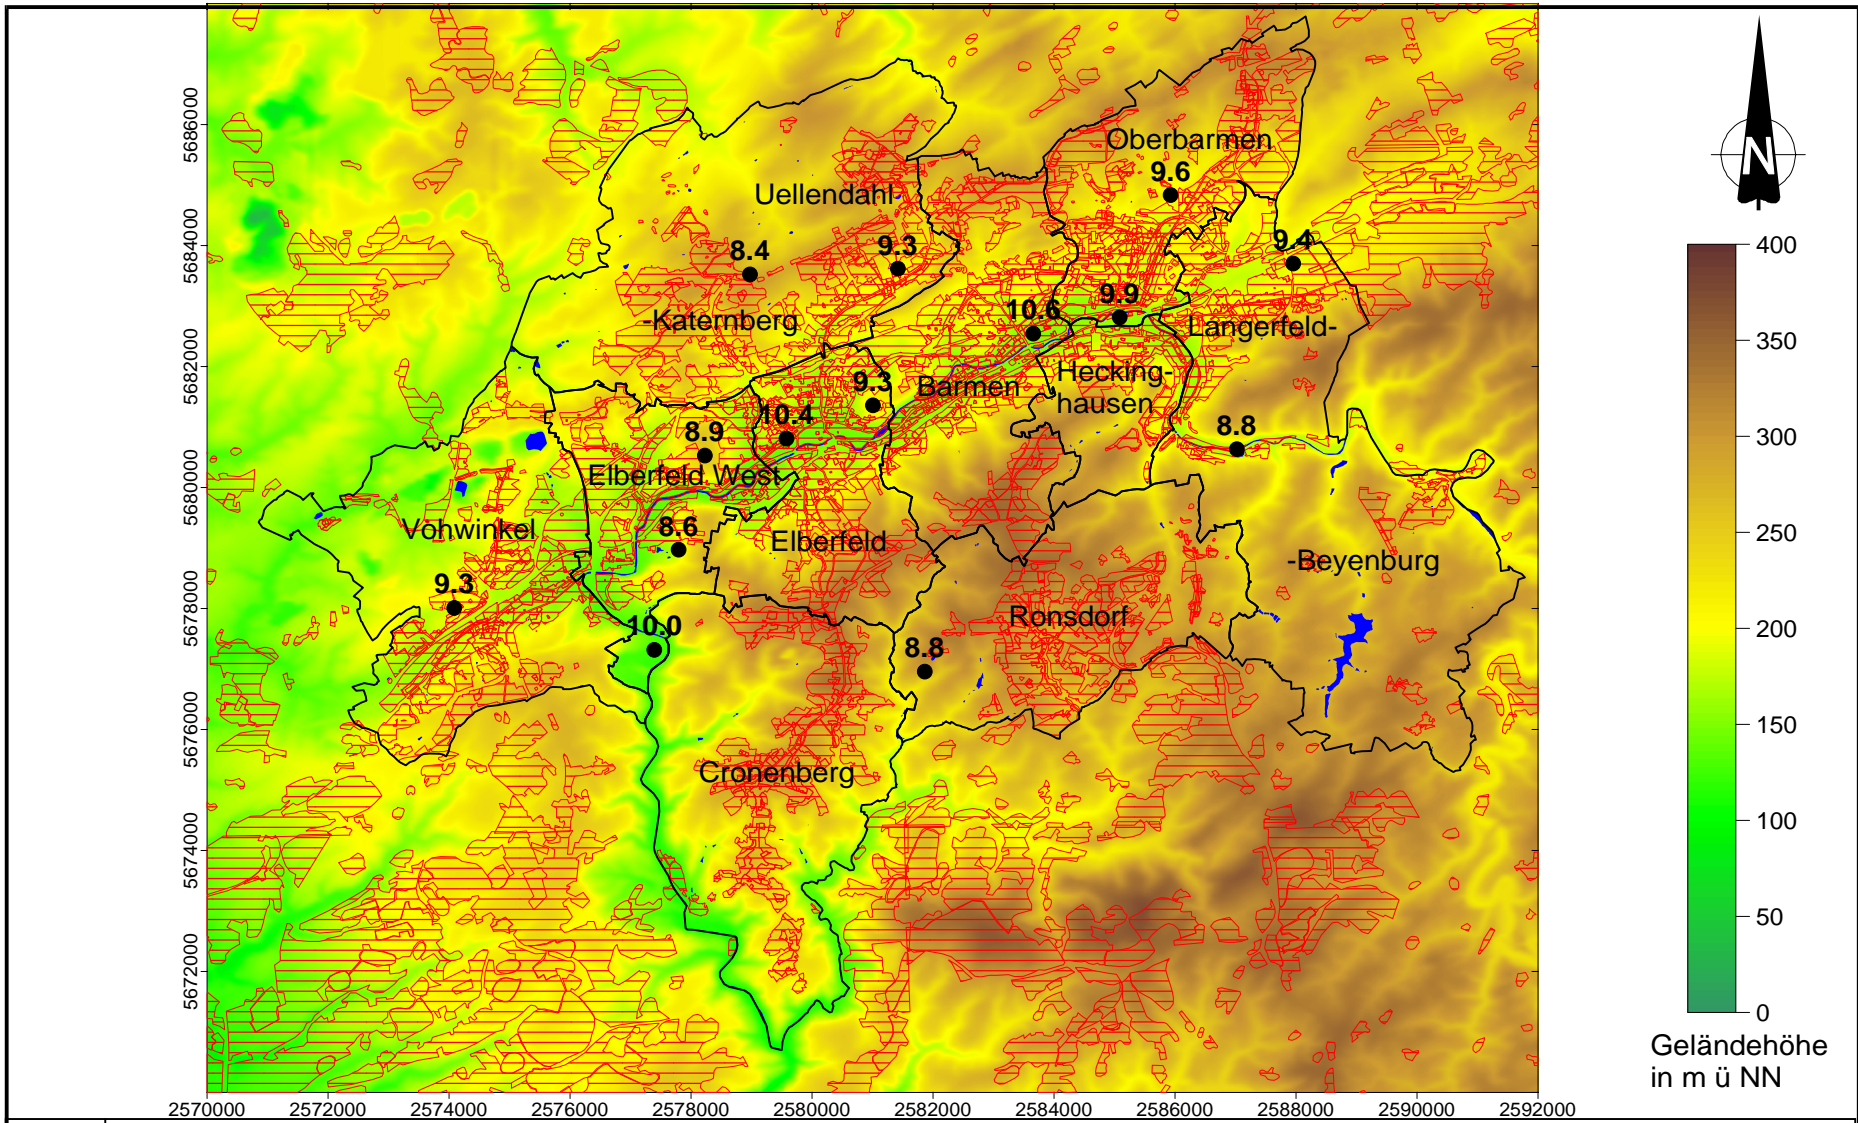 N
Oberbarmen
9.6
Uellendahl
9.4
8.4
9.3
10.6
9.9
-Katernberg
Langerfeld-
Hecking-
hausen
Barmen
9.3
10.4
8.9
8.8
Elberfeld West
Vohwinkel
8.6
Elberfeld
-Beyenburg
9.3
Ronsdorf
10.0
8.8
Cronenberg
5686000
5684000
5682000
5680000
5678000
5676000
5674000
5672000
2570000 2572000 2574000 2576000 2578000 2580000 2582000 2584000 2586000 2588000 2590000 2592000
400
350
300
250
200
150
100
50
0
Geländehöhe
in m ü NN